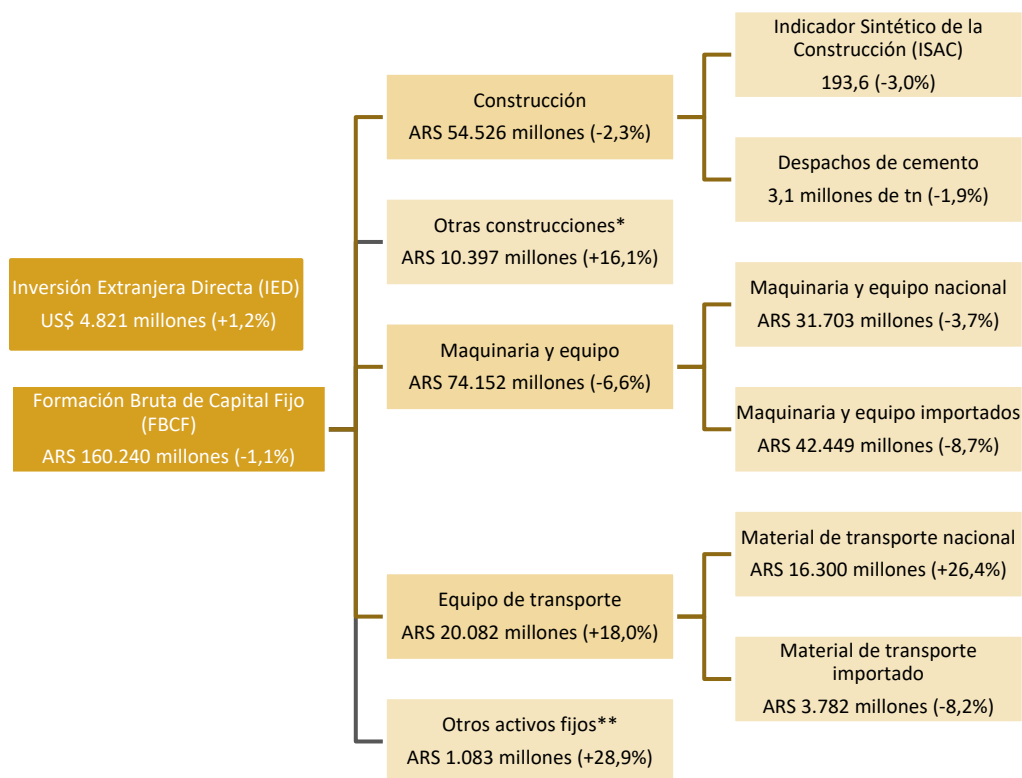 Inversión Extranjera Directa (IED)
US$ 4.821 millones (+1,2%)
Formación Bruta de Capital Fijo
(FBCF)
ARS 160.240 millones (-1,1%)
Construcción
ARS 54.526 millones (-2,3%)
Otras construcciones*
ARS 10.397 millones (+16,1%)
Maquinaria y equipo
ARS 74.152 millones (-6,6%)
Equipo de transporte
ARS 20.082 millones (+18,0%)
Otros activos fijos**
ARS 1.083 millones (+28,9%)
Indicador Sintético de la
Construcción (ISAC)
193,6 (-3,0%)
Despachos de cemento
3,1 millones de tn (-1,9%)
Maquinaria y equipo nacional
ARS 31.703 millones (-3,7%)
Maquinaria y equipo importados
ARS 42.449 millones (-8,7%)
Material de transporte nacional
ARS 16.300 millones (+26,4%)
Material de transporte
importado
ARS 3.782 millones (-8,2%)